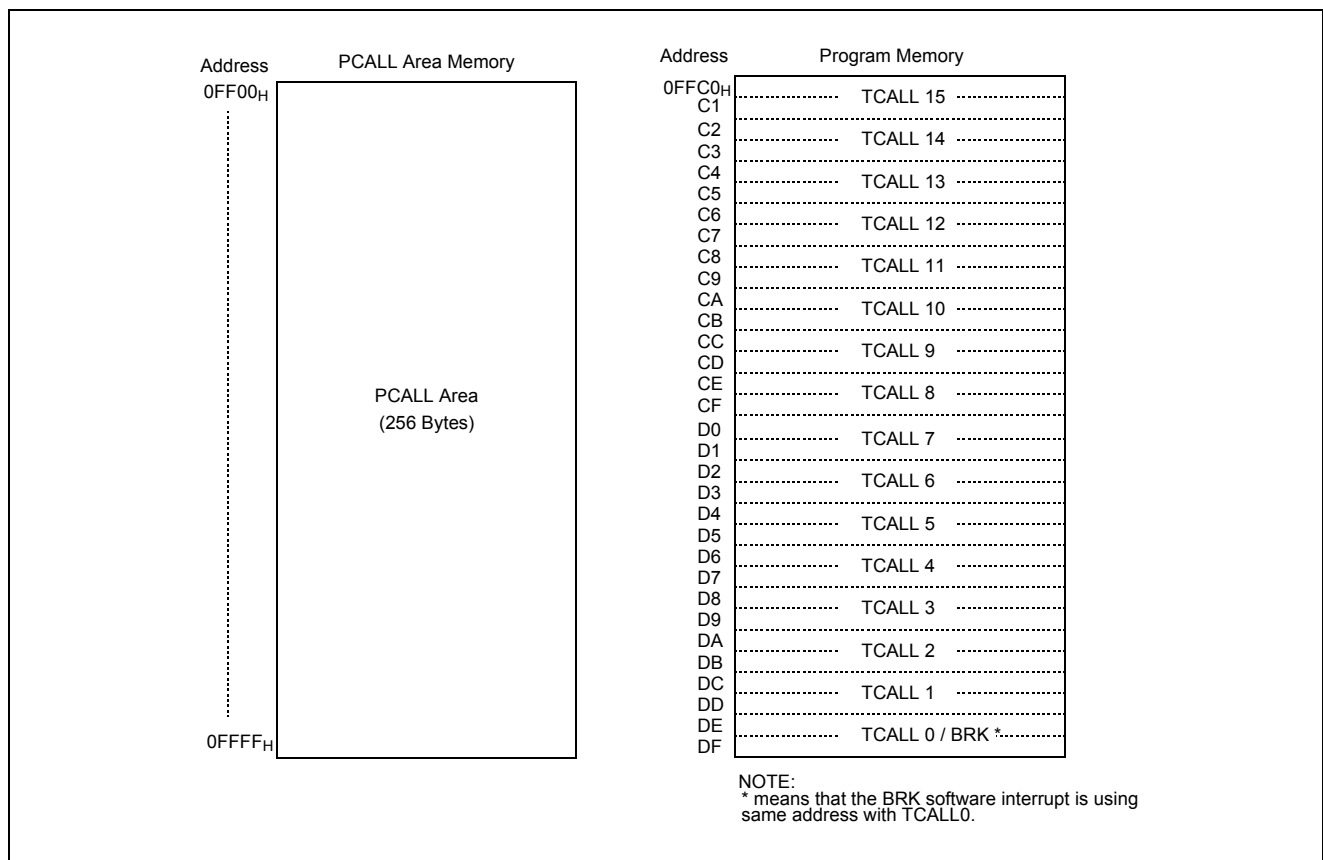 Address
PCALL Area Memory
0FF00H
PCALL Area
(256 Bytes)
0FFFFH
Address
Program Memory
0FFC0H
C1
TCALL 15
C2
C3
TCALL 14
C4
C5
TCALL 13
C6
C7
TCALL 12
C8
C9
TCALL 11
CA
CB
TCALL 10
CC
CD
TCALL 9
CE
CF
TCALL 8
D0
D1
TCALL 7
D2
D3
TCALL 6
D4
D5
TCALL 5
D6
D7
TCALL 4
D8
D9
TCALL 3
DA
DB
TCALL 2
DC
DD
TCALL 1
DE
DF
TCALL 0 / BRK *
NOTE:
* means that the BRK software interrupt is using
same address with TCALL0.